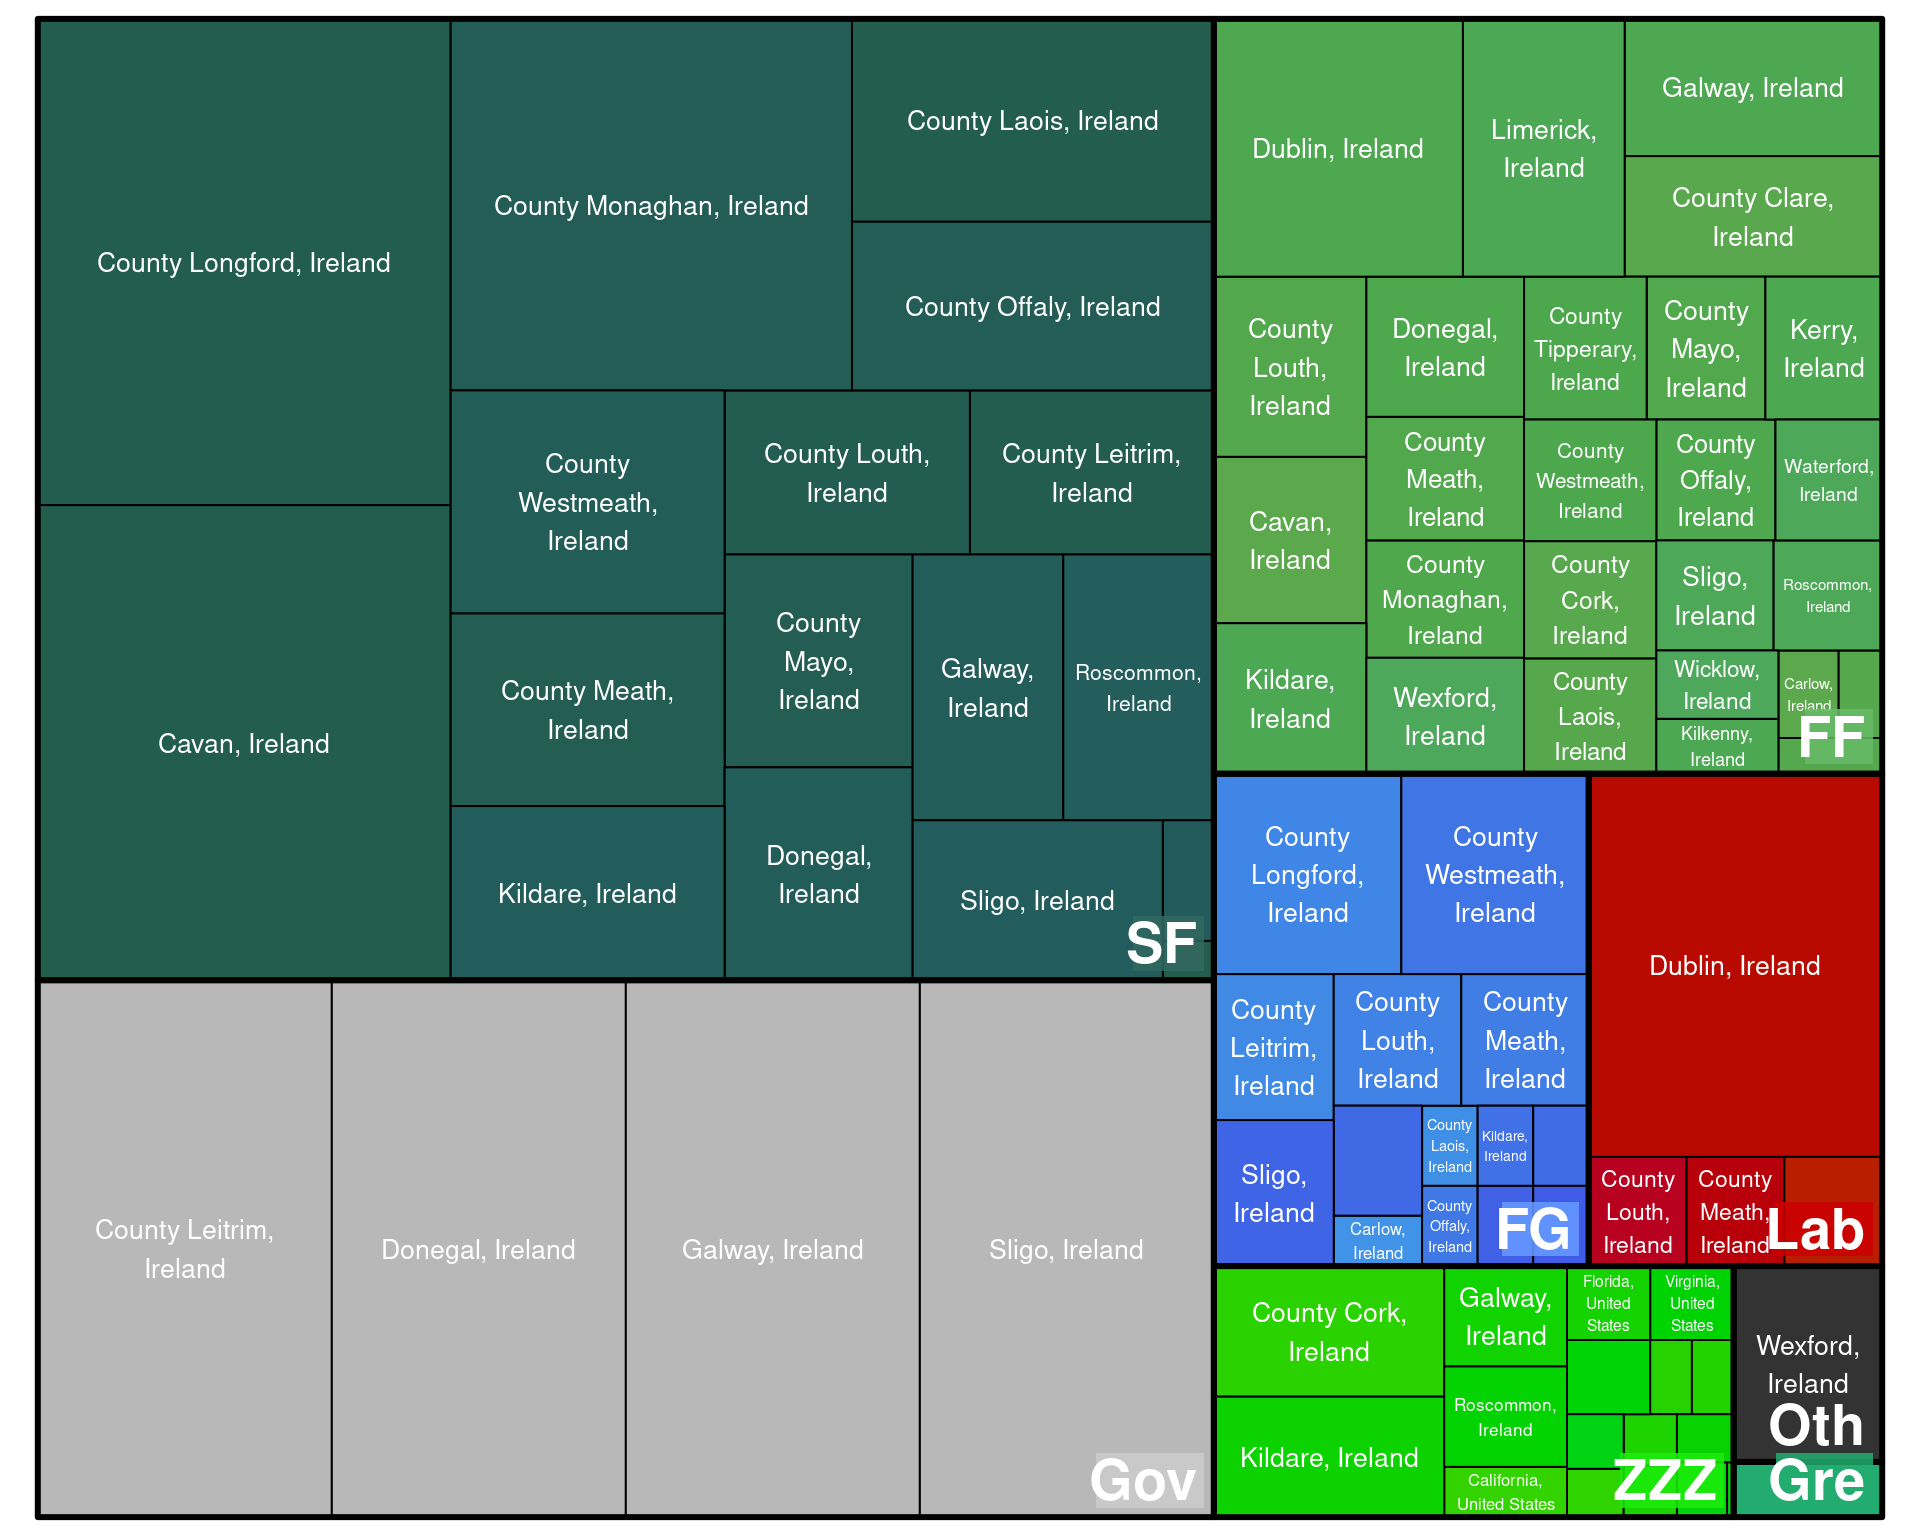 County Longford, Ireland
Cavan, Ireland
County Monaghan, Ireland
County Laois, Ireland
County Offaly, Ireland
County
Westmeath,
Ireland
County Louth,
Ireland
County Leitrim,
Ireland
County Meath,
Ireland
County
Mayo,
Ireland
Galway,
Ireland
Roscommon,
Ireland
Kildare, Ireland
Donegal,
Ireland
Sligo, Ireland
SF
County Leitrim,
Ireland
Donegal, Ireland
Galway, Ireland
Sligo, Ireland
Gov
Dublin, Ireland
Limerick,
Ireland
Galway, Ireland
County Clare,
Ireland
County
Louth,
Ireland
Cavan,
Ireland
Kildare,
Ireland
Donegal,
Ireland
County
Meath,
Ireland
County
Monaghan,
Ireland
Wexford,
Ireland
County
Tipperary,
Ireland
County
Mayo,
Ireland
Kerry,
Ireland
County
Westmeath,
Ireland
County
Offaly,
Ireland
Waterford,
Ireland
County
Cork,
Ireland
Sligo,
Ireland
Roscommon,
Ireland
County
Laois,
Ireland
Wicklow,
Ireland
Kilkenny,
Ireland
Carlow,
Ireland
FF
County
Longford,
Ireland
County
Westmeath,
Ireland
County
Leitrim,
Ireland
County
Louth,
Ireland
County
Meath,
Ireland
Sligo,
Ireland
Carlow,
Ireland
County
Laois,
Ireland
Kildare,
Ireland
County
Offaly,
Ireland
FG
Dublin, Ireland
County
Louth,
Ireland
County
Meath,
Ireland
Lab
County Cork,
Ireland
Kildare, Ireland
Galway,
Ireland
Roscommon,
Ireland
California,
United States
Florida,
United
States
Virginia,
United
States
ZZZ
Wexford,
Ireland
Oth
Gre